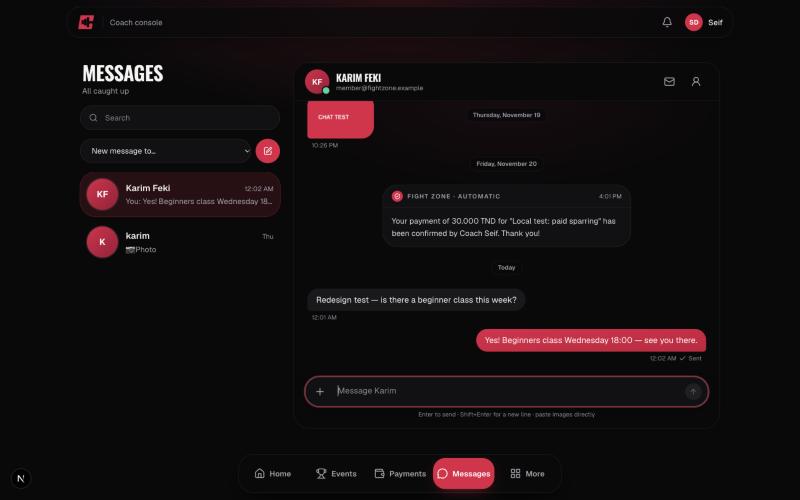 Coach console
SD
Seif
MESSAGES
All caught up
Search
New message to...
KF
Karim Feki
12:02 AM
You: Yes! Beginners class Wednesday 18...
K
karim
Thu
Photo
KF
KARIM FEKI
member@fightzone.example
CHAT TEST
Thursday, November 19
10:26 PM
Friday, November 20
FIGHT ZONE · AUTOMATIC
4:01 PM
Your payment of 30.000 TND for "Local test: paid sparring" has
been confirmed by Coach Seif. Thank you!
Today
Redesign test — is there a beginner class this week?
12:01 AM
Yes! Beginners class Wednesday 18:00 — see you there.
12:02 AM ✓ Sent
Message Karim
Enter to send · Shift+Enter for a new line · paste images directly
N
Home
Events
Payments
Messages
More